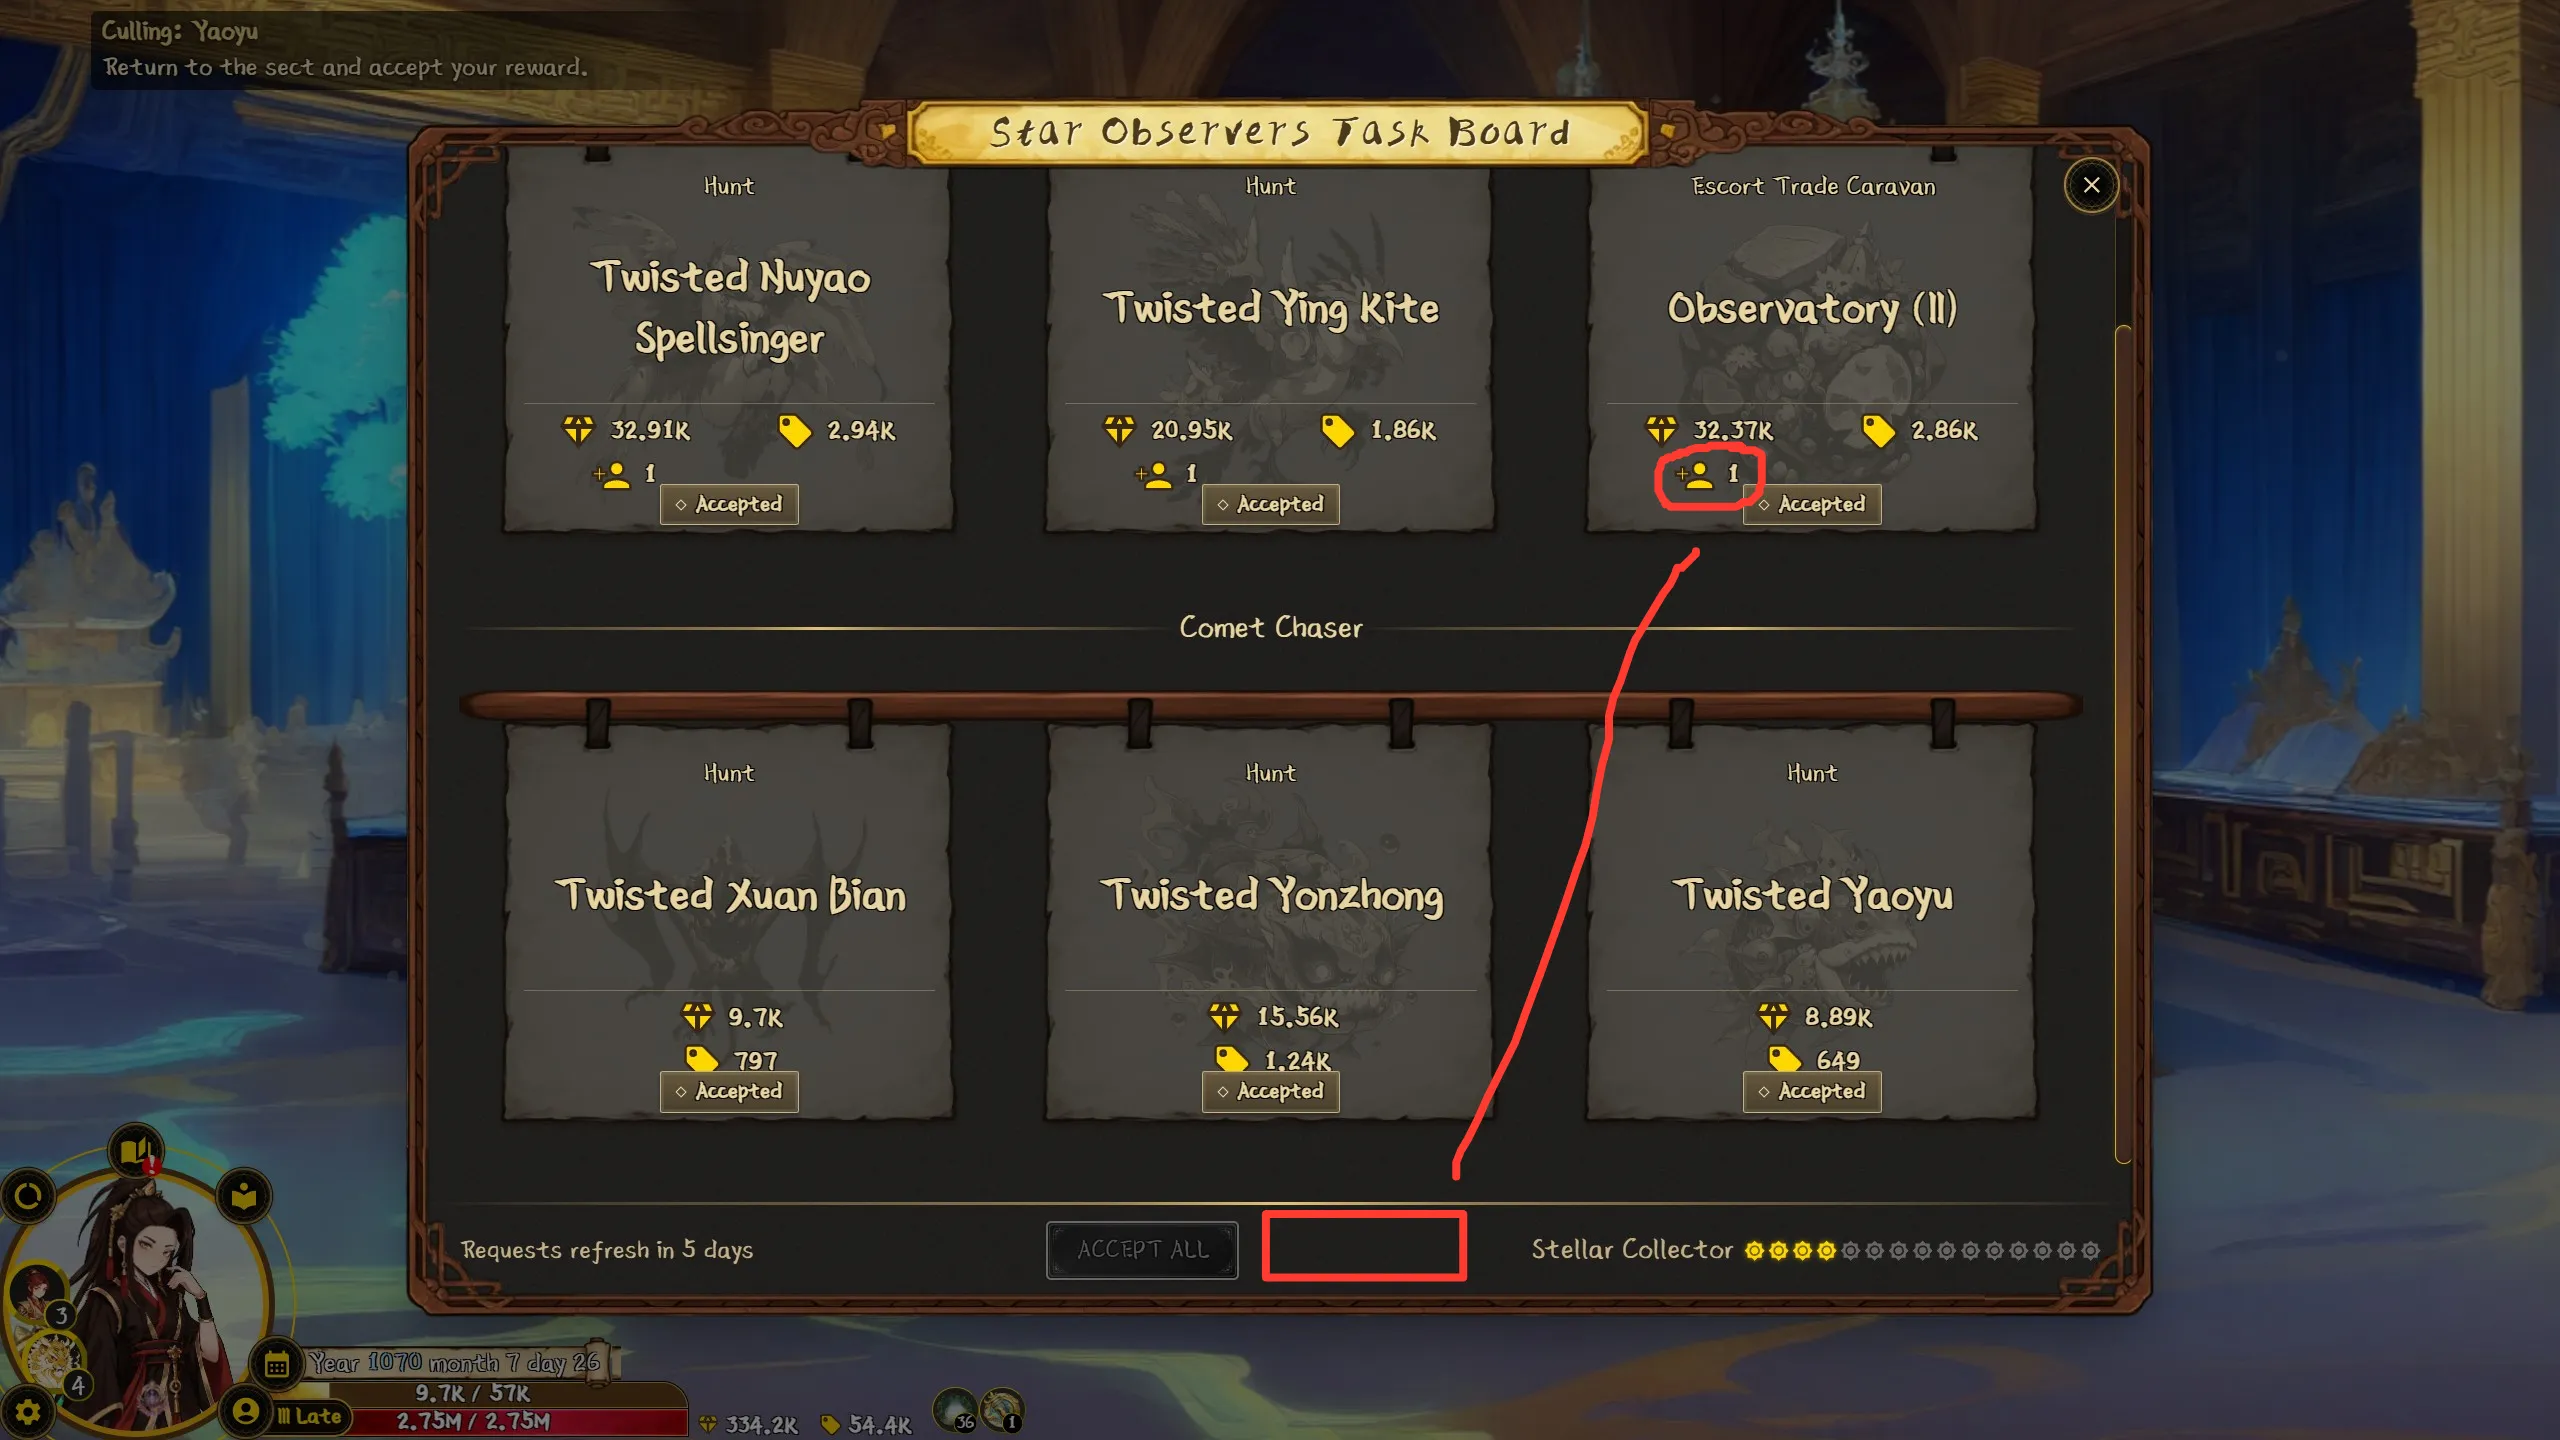 Culling: Yaoyu
Return to the sect and accept your reward.
Star Observers Task Board
Hunt
Twisted Nuyao
Spellsinger
32.91K 2.94K
1
Accepted
Hunt
Twisted Ying Kite
20.95K 1.86K
1
Accepted
Escort Trade Caravan
Observatory (II)
32.37K 2.86K
1
Accepted
Comet Chaser
Hunt
Twisted Xuan Bian
9.7K
797
Accepted
Hunt
Twisted Yonzhong
15.56K
1.24K
Accepted
Hunt
Twisted Yaoyu
8.89K
649
Accepted
Requests refresh in 5 days
ACCEPT ALL
Stellar Collector
3
4
Year 1070 month 7 day 26
9.7K / 57K
III Late
2.75M / 2.75M
334.2K 54.4K
36
1